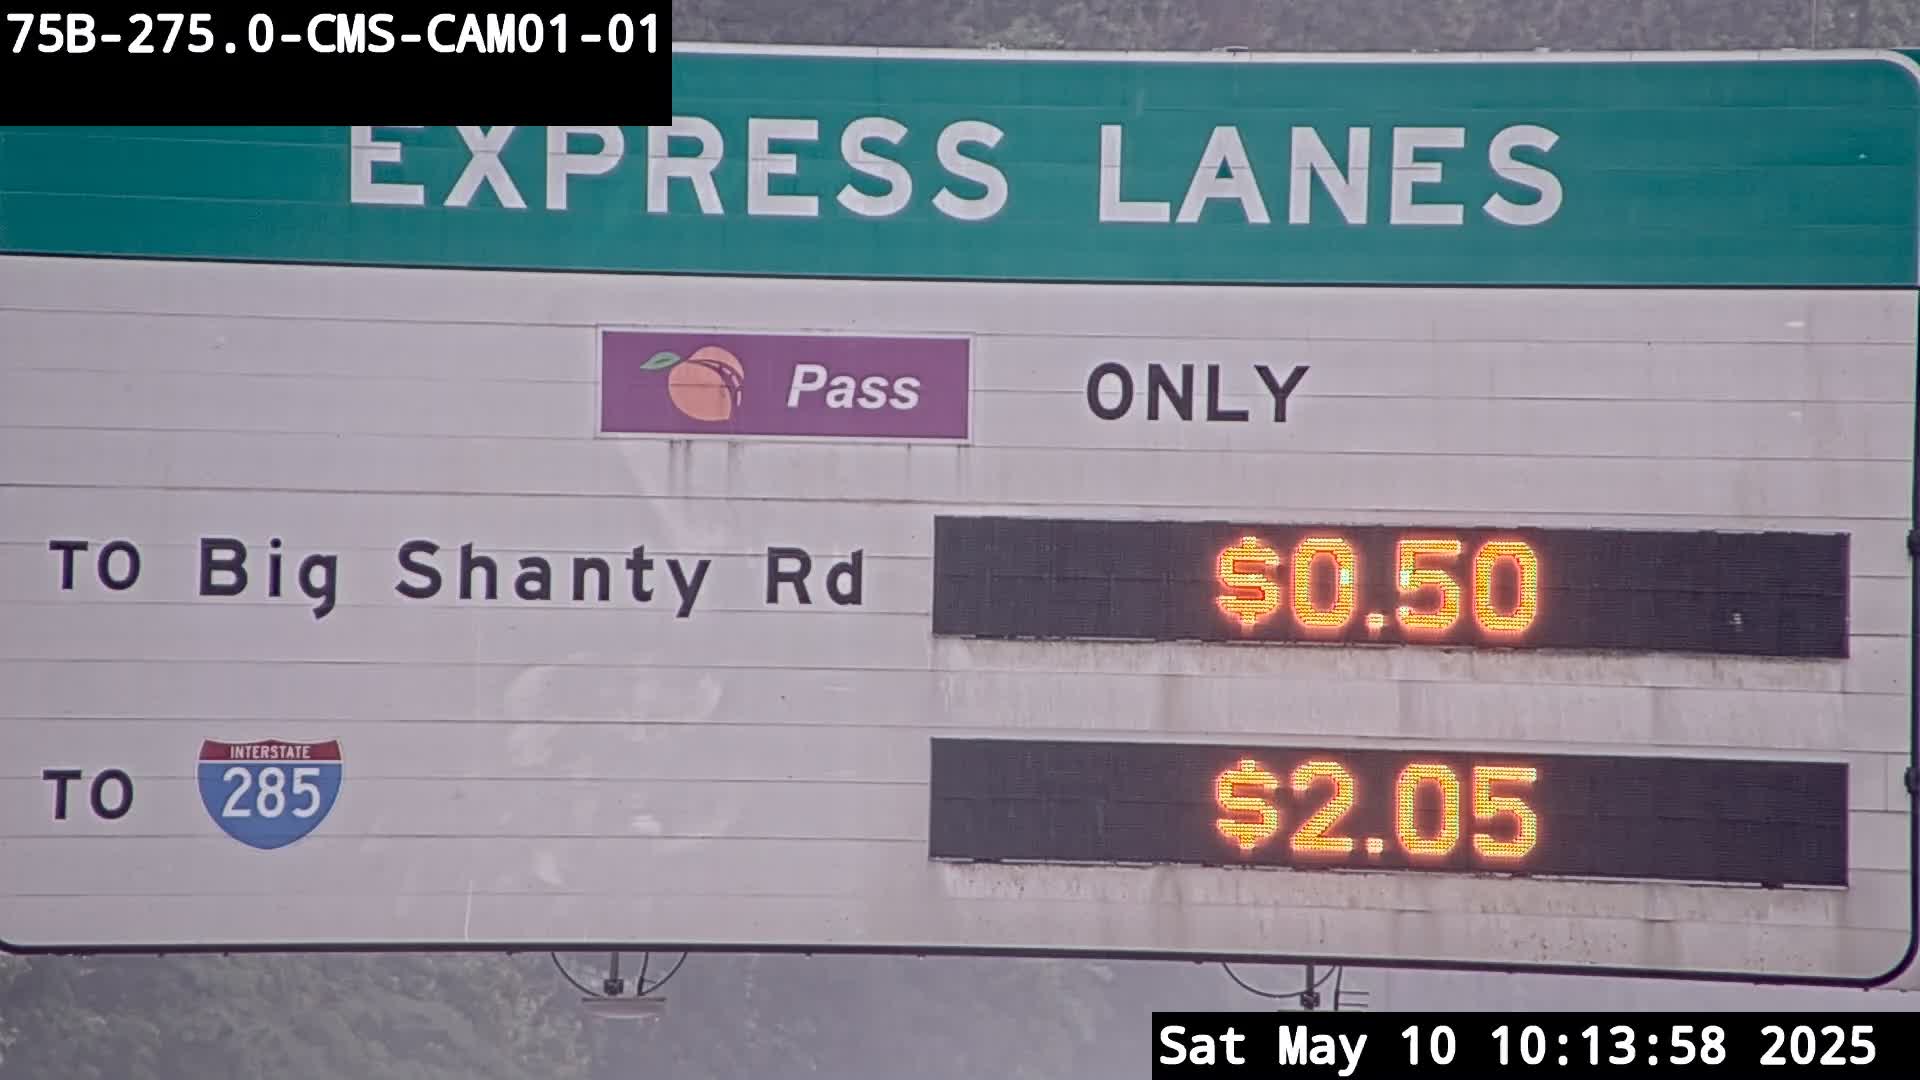 75B-275.0-CMS-CAM01-01
EXPRESS LANES
Pass ONLY
TO Big Shanty Rd $0.50
INTERSTATE
TO 285 $2.05
Sat May 10 10:13:58 2025